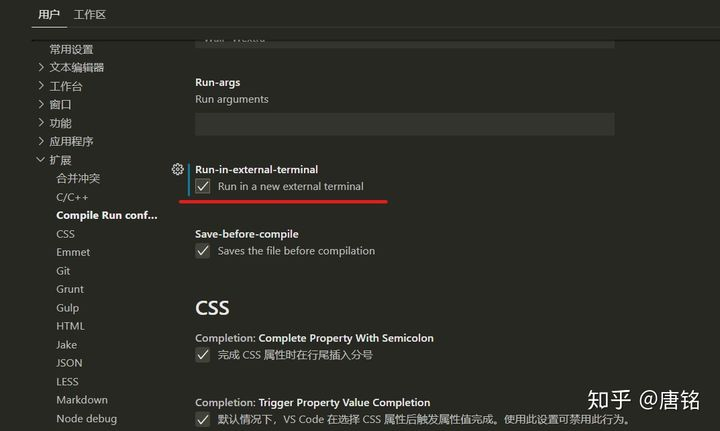 用户 工作区
常用设置
文本编辑器
工作台
窗口
功能
应用程序
扩展
合并冲突
C/C++
Compile Run conf...
CSS
Emmet
Git
Grunt
Gulp
HTML
Jake
JSON
LESS
Markdown
Node debug
Run-args
Run arguments
Run-in-external-terminal
Run in a new external terminal
Save-before-compile
Saves the file before compilation
CSS
Completion: Complete Property With Semicolon
完成 CSS 属性时在行尾插入分号
Completion: Trigger Property Value Completion
默认情况下，VS Code 在选择 CSS 属性后触发属性值完成。使用此设置可禁用此行为。
知乎 @唐铭